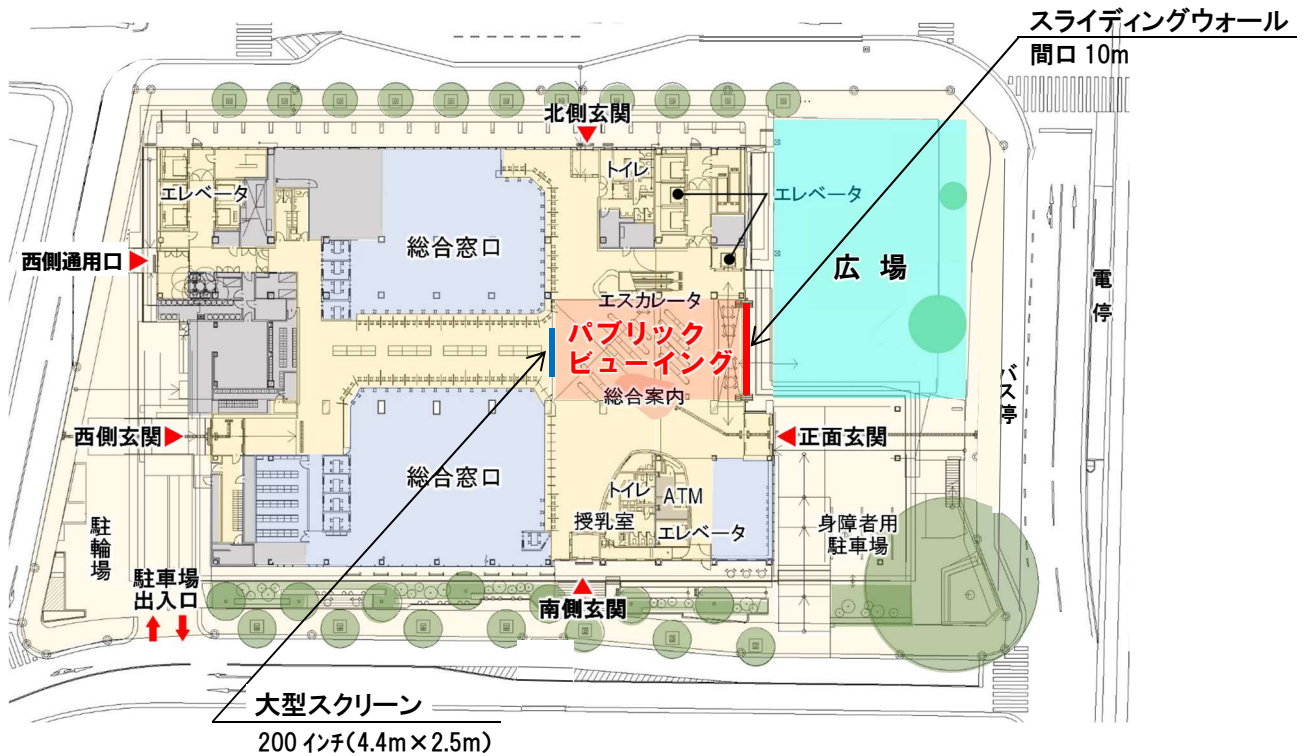 スライディングウォール
間口 10m
北側玄関
トイレ
エレベータ
エレベータ
総合窓口
西側通用口
広 場
電停
エスカレータ
パブリック
ビューイング
総合案内
バス停
西側玄関
正面玄関
総合窓口
トイレ
ATM
授乳室
エレベータ
身障者用
駐車場
駐輪場
駐車場
出入口
南側玄関
大型スクリーン
200 インチ(4.4m×2.5m)